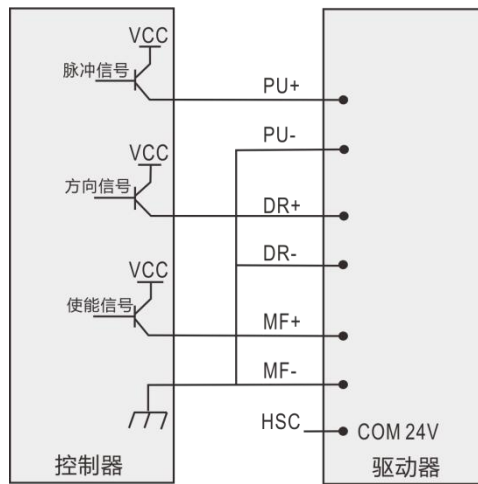 VCC
脉冲信号
PU+
PU-
VCC
方向信号
DR+
DR-
VCC
使能信号
MF+
MF-
HSC
COM 24V
控制器
驱动器